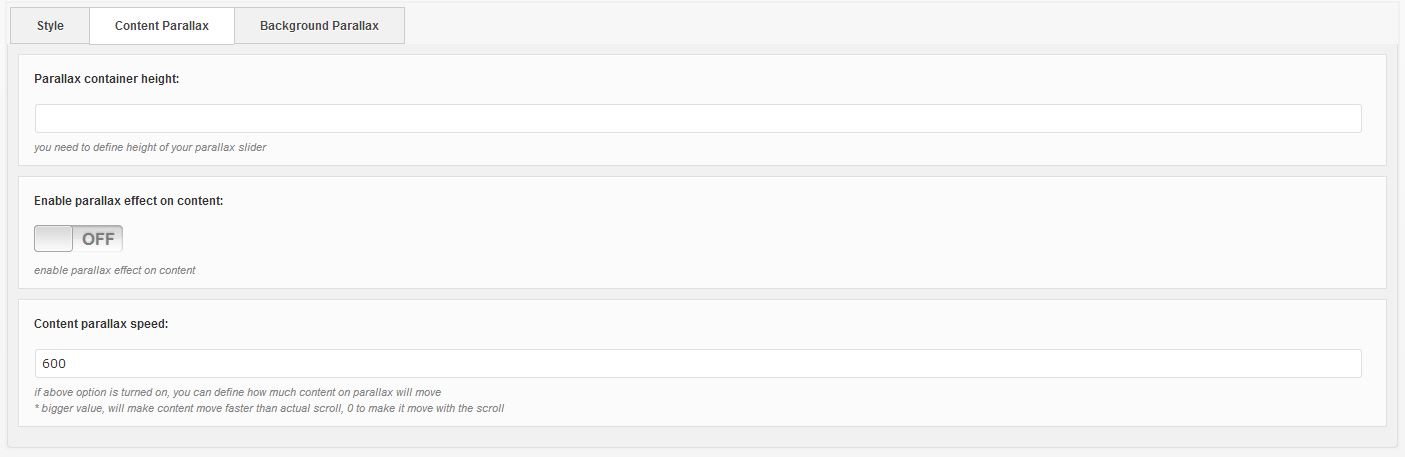 Style Content Parallax Background Parallax
Parallax container height:
you need to define height of your parallax slider
Enable parallax effect on content:
OFF
enable parallax effect on content
Content parallax speed:
600
if above option is turned on, you can define how much content on parallax will move
* bigger value, will make content move faster than actual scroll, 0 to make it move with the scroll